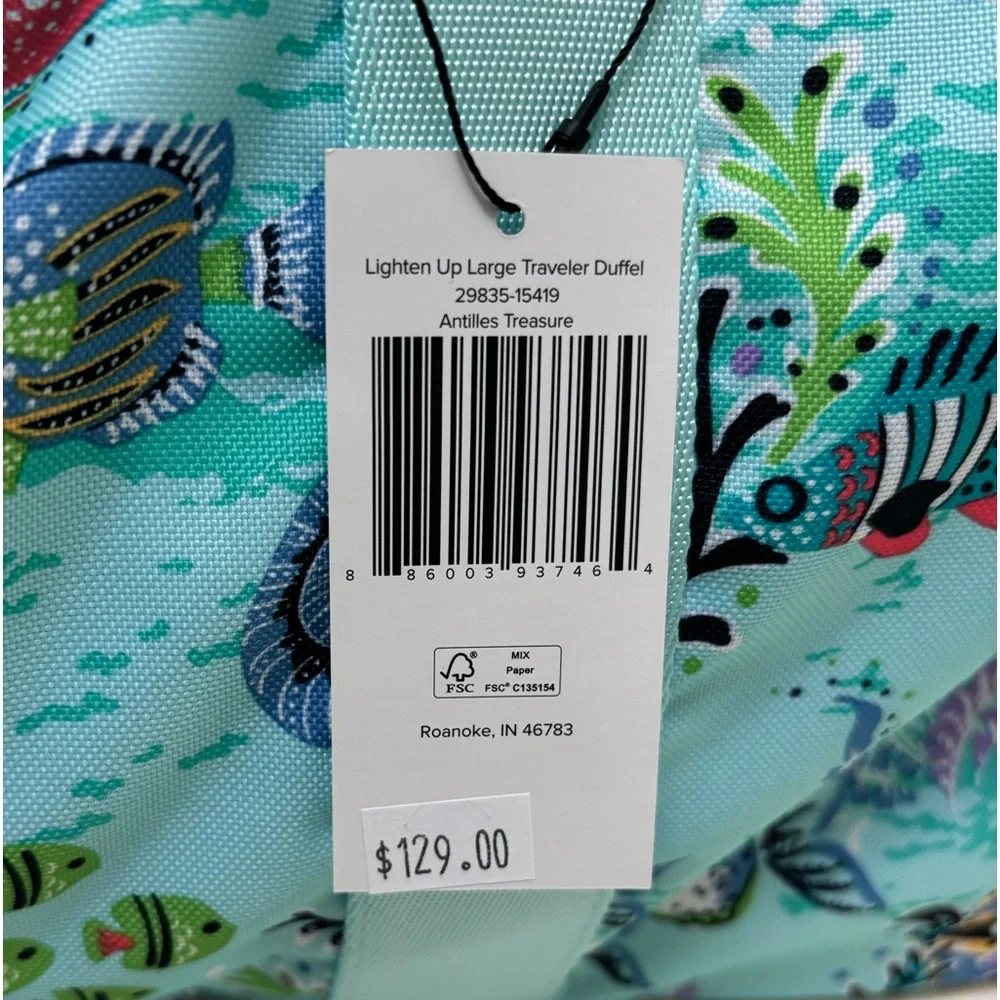 Lighten Up Large Traveler Duffel
29835-15419
Antilles Treasure
8 86003 93746 4
FSC®
MIX
Paper
FSC® C135154
Roanoke, IN 46783
$129.00